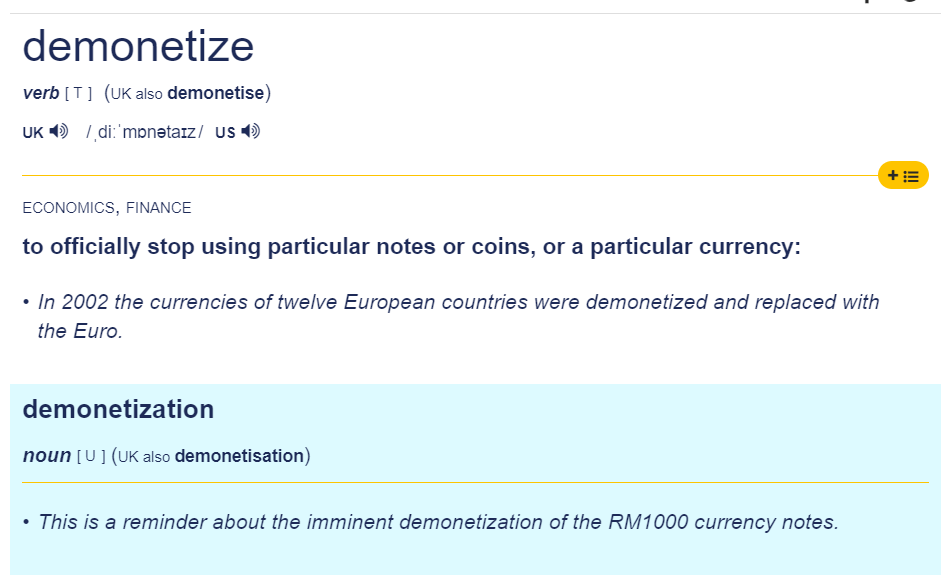 demonetize
verb [ T ] (UK also demonetise)
UK /ˌdiːˈmɒnətaɪz/ US
ECONOMICS, FINANCE
to officially stop using particular notes or coins, or a particular currency:
• In 2002 the currencies of twelve European countries were demonetized and replaced with
the Euro.
demonetization
noun [ U ] (UK also demonetisation)
• This is a reminder about the imminent demonetization of the RM1000 currency notes.